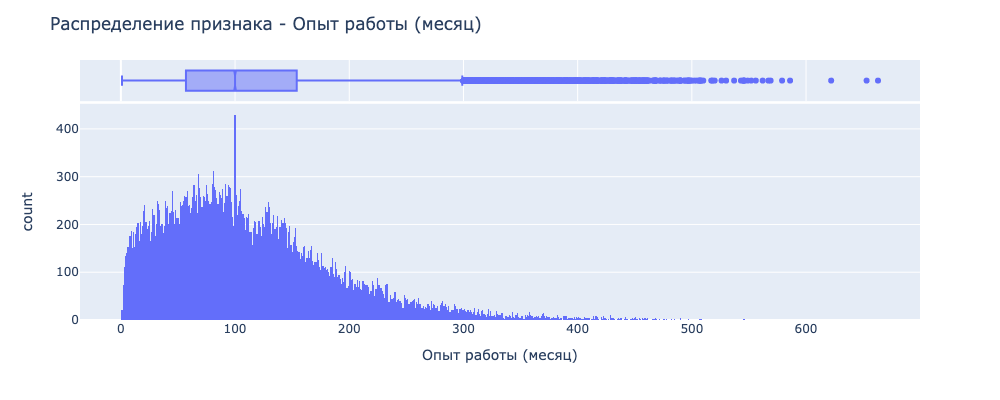 Распределение признака - Опыт работы (месяц)
400
300
200
100
0
count
0 100 200 300 400 500 600
Опыт работы (месяц)